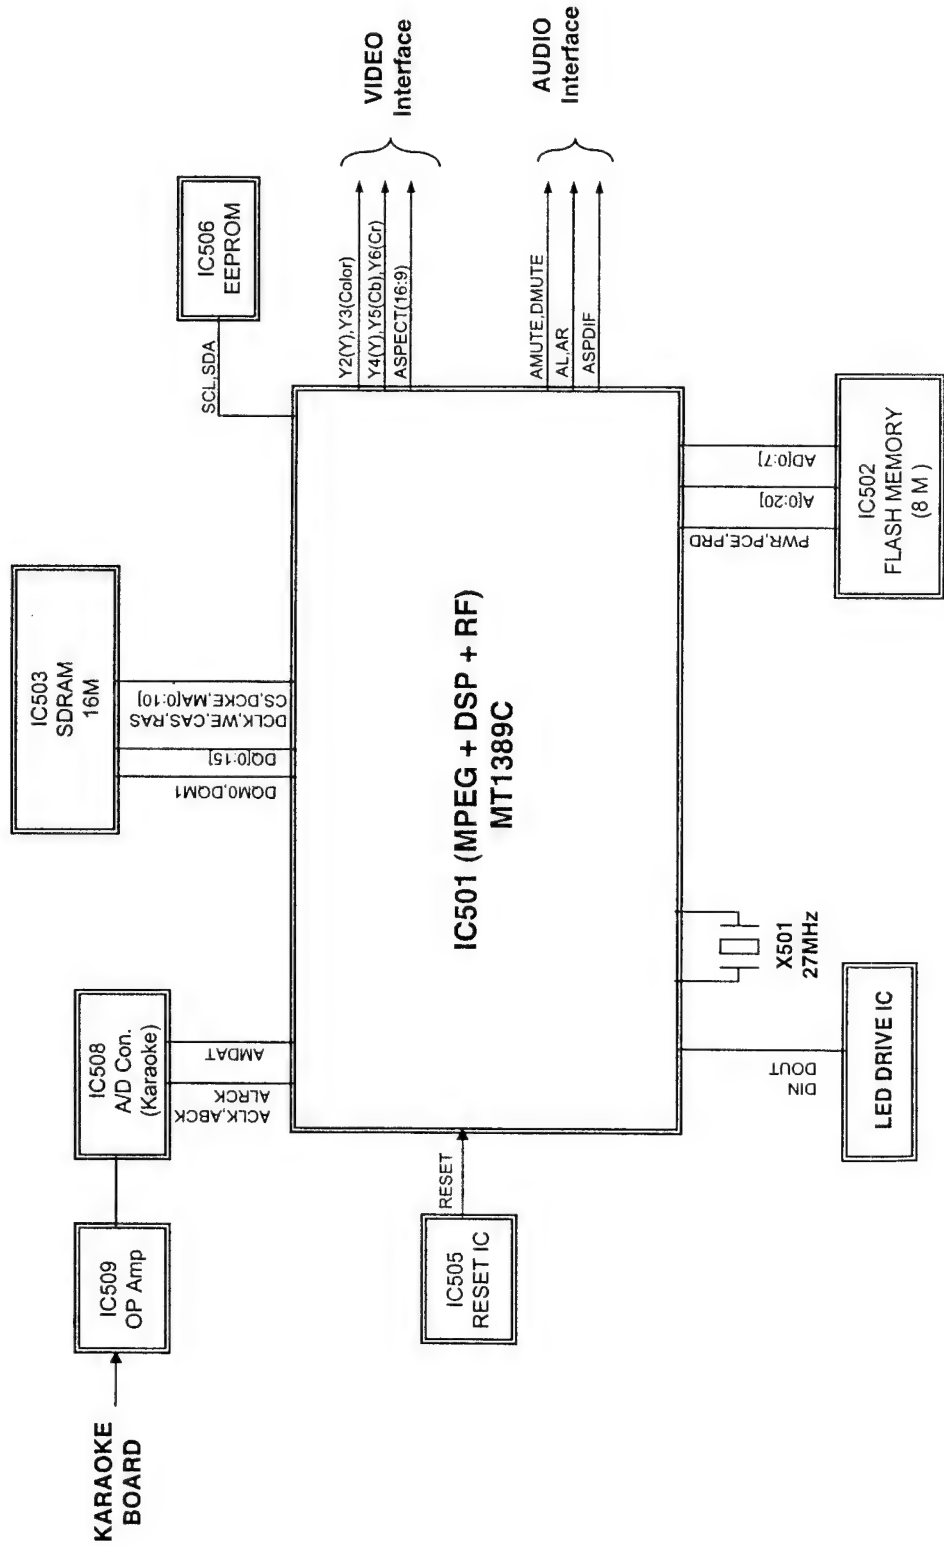 KARAOKE
BOARD
IC509
OP Amp
IC508
A/D Con.
(Karaoke)
ACLK,ABCK
ALRCK
AMDAT
IC503
SDRAM
16M
DQM0,DQM1
DQ[0:15]
DCLK,WE,CAS,RAS
CS,DCKE,MA[0:10]
IC506
EEPROM
SCL,SDA
IC505
RESET IC
RESET
IC501 (MPEG + DSP + RF)
MT1389C
Y2(Y),Y3(Color)
Y4(Y),Y5(Cb),Y6(Cr)
ASPECT(16:9)
VIDEO
Interface
AMUTE,DMUTE
AL,AR
ASPDIF
AUDIO
Interface
DIN
DOUT
LED DRIVE IC
X501
27MHz
PWR,PCE,PRD
A[0:20]
AD[0:7]
IC502
FLASH MEMORY
(8 M )